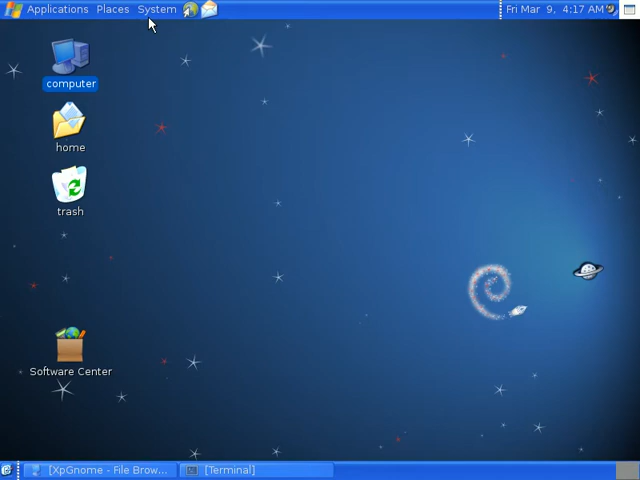 Applications Places System
Fri Mar 9, 4:17 AM
computer
home
trash
Software Center
[XpGnome - File Brow...
[Terminal]